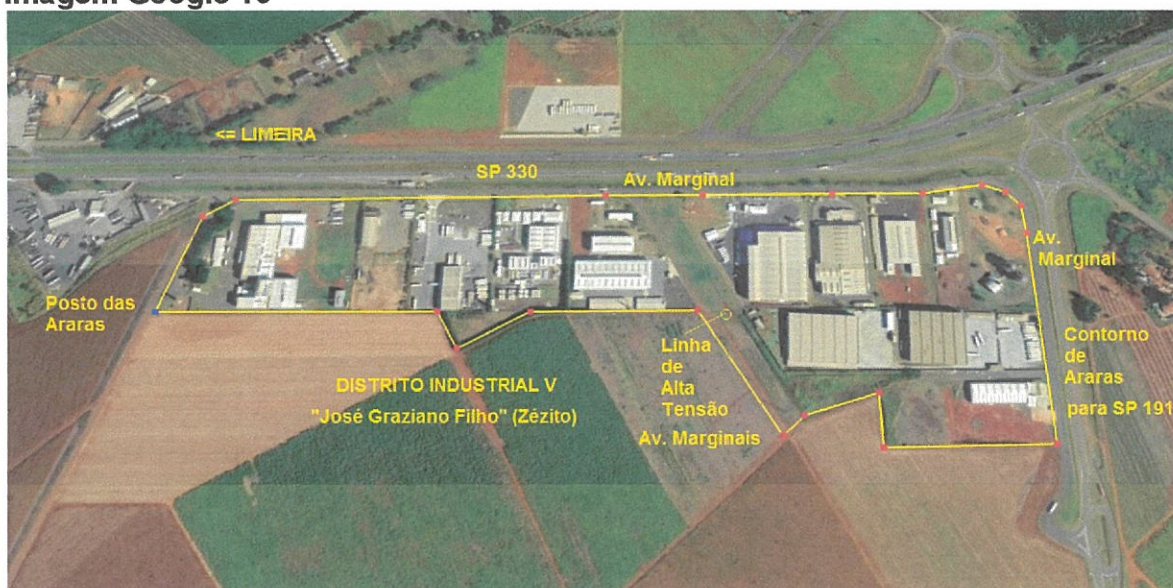 Imagem Google 10
<= LIMEIRA
SP 330
Av. Marginal
Av.
Marginal
Posto das
Araras
Linha
de
Alta
Tensão
Contorno
de
Araras
para SP 191
DISTRITO INDUSTRIAL V
"José Graziano Filho" (Zézito)
Av. Marginais